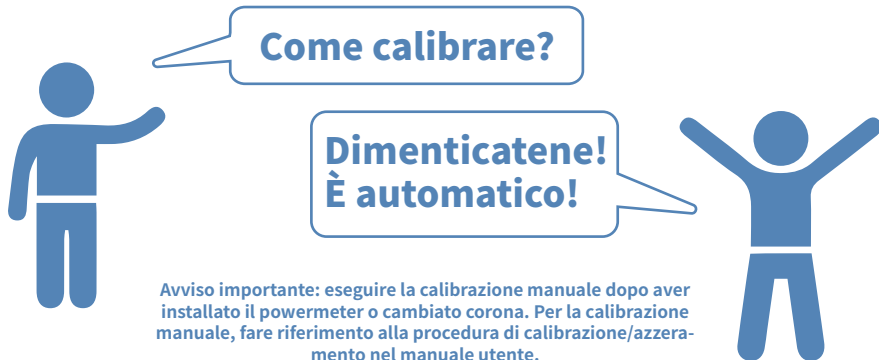 Come calibrare?
Dimenticatene!
È automatico!
Avviso importante: eseguire la calibrazione manuale dopo aver
installato il powermeter o cambiato corona. Per la calibrazione
manuale, fare riferimento alla procedura di calibrazione/azzera-
mento nel manuale utente.